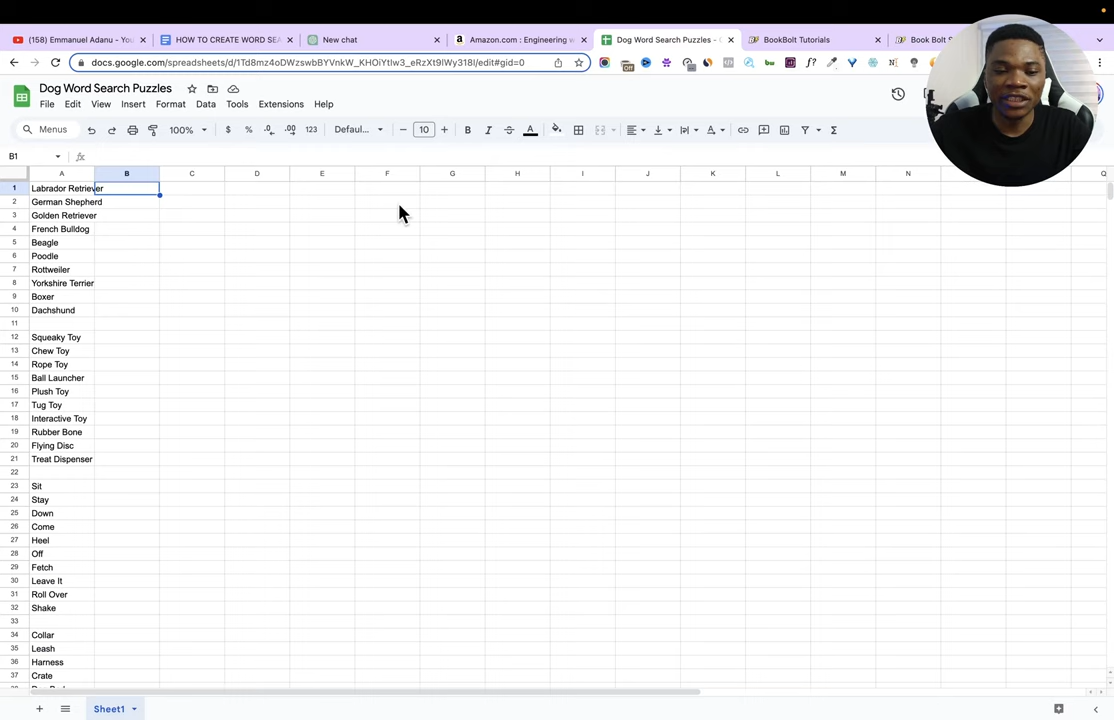 (158) Emmanuel Adanu - You
HOW TO CREATE WORD SEA
New chat
Amazon.com : Engineering w
Dog Word Search Puzzles -
BookBolt Tutorials
Book Bolt S
docs.google.com/spreadsheets/d/1Td8mz4oDWzswbBYVnkW_KHOiYtIw3_eRzXt9IWy318I/edit#gid=0
Off
Dog Word Search Puzzles
File Edit View Insert Format Data Tools Extensions Help
Menus 100% $ % .0 .00 123 Defaul... 10 B I S A
B1 fx
A B C D E F G H I J K L M N Q
1 Labrador Retriever
2 German Shepherd
3 Golden Retriever
4 French Bulldog
5 Beagle
6 Poodle
7 Rottweiler
8 Yorkshire Terrier
9 Boxer
10 Dachshund
11
12 Squeaky Toy
13 Chew Toy
14 Rope Toy
15 Ball Launcher
16 Plush Toy
17 Tug Toy
18 Interactive Toy
19 Rubber Bone
20 Flying Disc
21 Treat Dispenser
22
23 Sit
24 Stay
25 Down
26 Come
27 Heel
28 Off
29 Fetch
30 Leave It
31 Roll Over
32 Shake
33
34 Collar
35 Leash
36 Harness
37 Crate
Sheet1